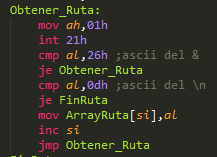 Obtener_Ruta:
mov ah,01h
int 21h
cmp al,26h ;ascii del &
je Obtener_Ruta
cmp al,0dh ;ascii del \n
je FinRuta
mov ArrayRuta[si],al
inc si
jmp Obtener_Ruta